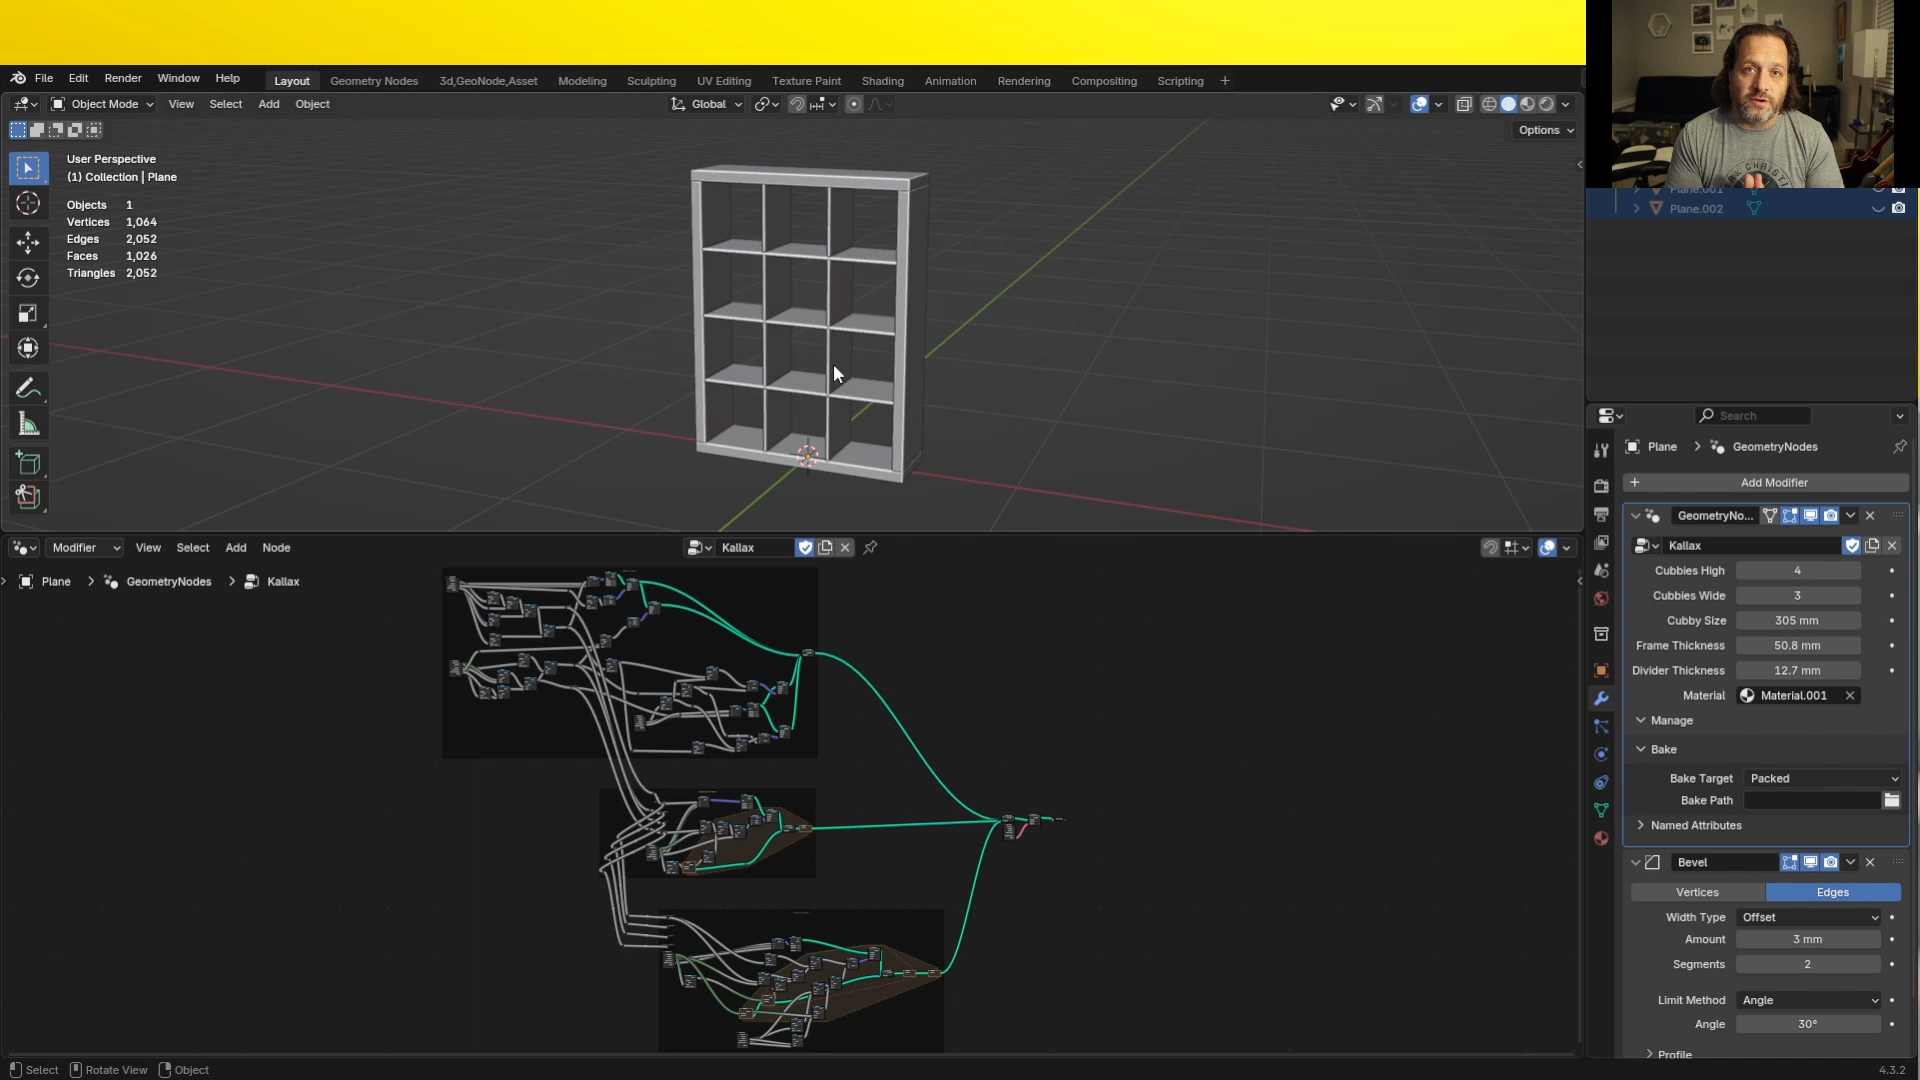 File Edit Render Window Help
Layout Geometry Nodes 3d,GeoNode,Asset Modeling Sculpting UV Editing Texture Paint Shading Animation Rendering Compositing Scripting +
Object Mode View Select Add Object
Global
Options
User Perspective
(1) Collection | Plane
Objects 1
Vertices 1,064
Edges 2,052
Faces 1,026
Triangles 2,052
Plane.001
Plane.002
Search
Plane > GeometryNodes
+ Add Modifier
GeometryNo...
Kallax
Cubbies High 4
Cubbies Wide 3
Cubby Size 305 mm
Frame Thickness 50.8 mm
Divider Thickness 12.7 mm
Material Material.001
Manage
Bake
Bake Target Packed
Bake Path
Named Attributes
Bevel
Vertices Edges
Width Type Offset
Amount 3 mm
Segments 2
Limit Method Angle
Angle 30°
Profile
Modifier View Select Add Node
Kallax
Plane > GeometryNodes > Kallax
Select Rotate View Object
4.3.2